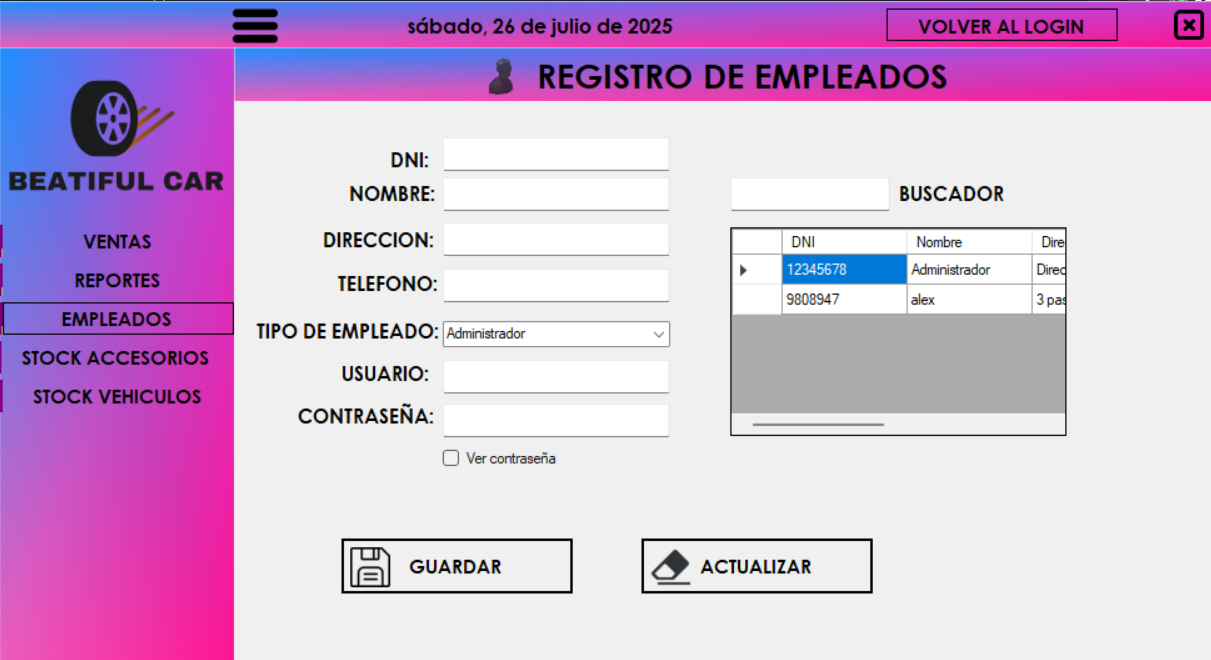 sábado, 26 de julio de 2025
VOLVER AL LOGIN
REGISTRO DE EMPLEADOS
BEATIFUL CAR
VENTAS
REPORTES
EMPLEADOS
STOCK ACCESORIOS
STOCK VEHICULOS
DNI:
NOMBRE:
DIRECCION:
TELEFONO:
TIPO DE EMPLEADO: Administrador
USUARIO:
CONTRASEÑA:
Ver contraseña
BUSCADOR
DNI Nombre Dire
12345678 Administrador Direc
9808947 alex 3 pas
GUARDAR
ACTUALIZAR